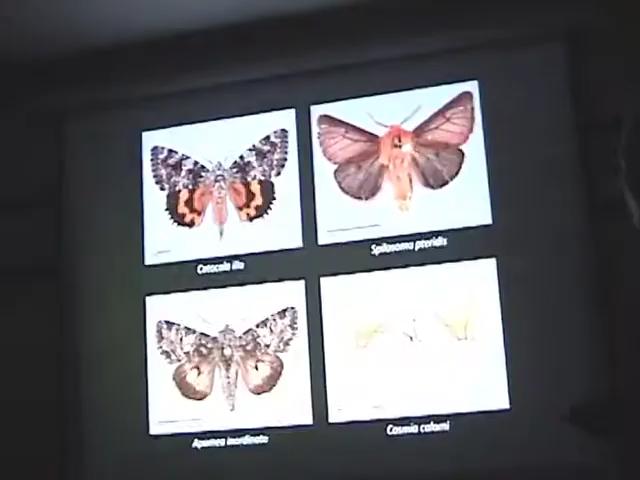 Catocala ilia
Spilosoma pteridis
Apamea inordinata
Cosmia calami